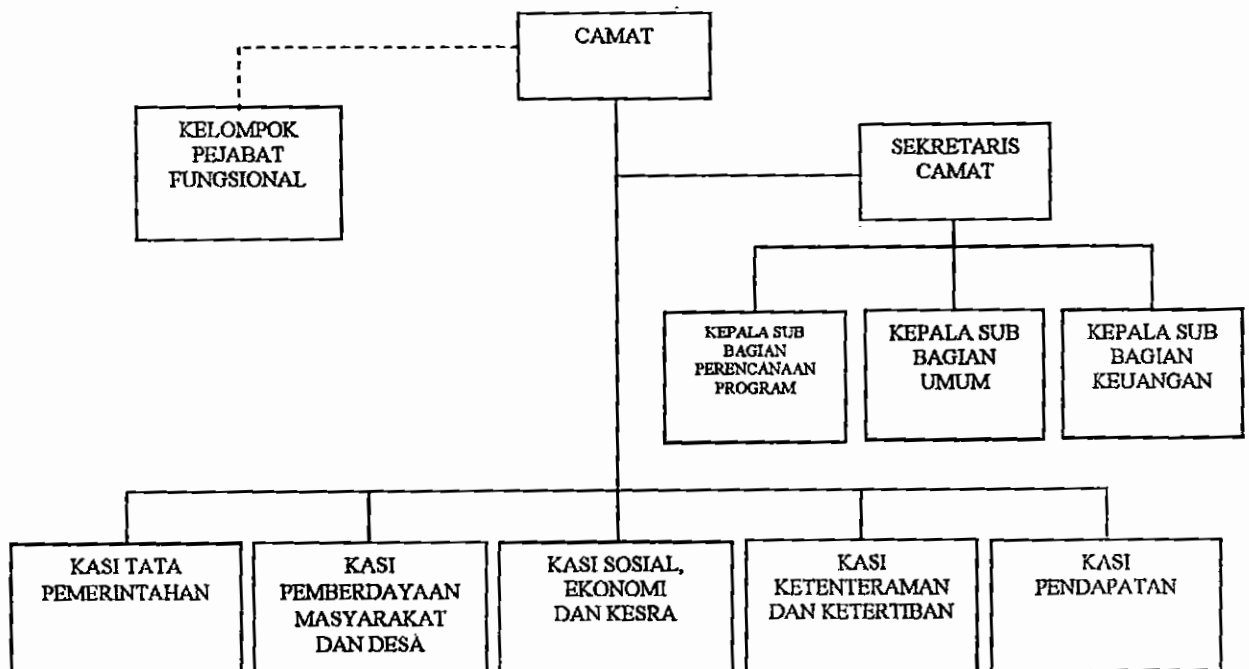 CAMAT
KELOMPOK
PEJABAT
FUNGSIONAL
SEKRETARIS
CAMAT
KEPALA SUB
BAGIAN
PERENCANAAN
PROGRAM
KEPALA SUB
BAGIAN
UMUM
KEPALA SUB
BAGIAN
KEUANGAN
KASI TATA
PEMERINTAHAN
KASI
PEMBERDAYAAN
MASYARAKAT
DAN DESA
KASI SOSIAL,
EKONOMI
DAN KESRA
KASI
KETENTERAMAN
DAN KETERTIBAN
KASI
PENDAPATAN